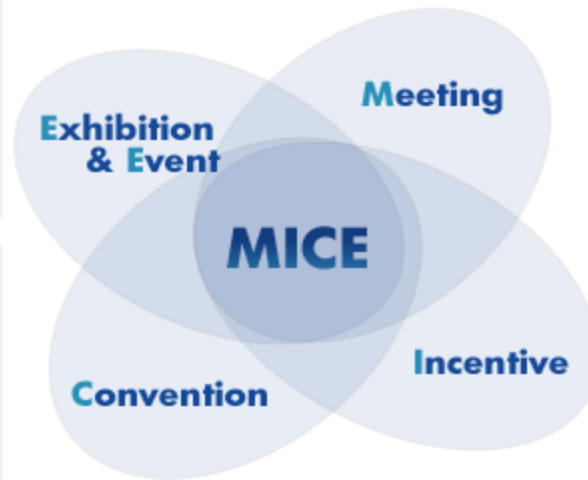 Meeting
Exhibition
& Event
MICE
Incentive
Convention